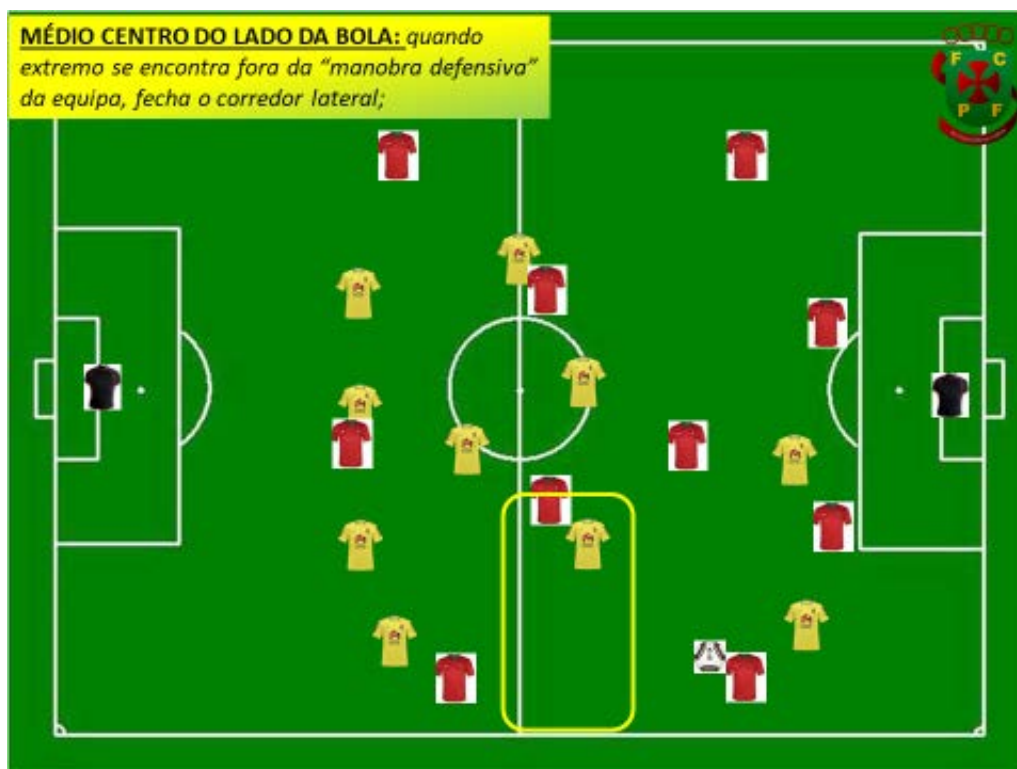 MÉDIO CENTRO DO LADO DA BOLA: quando
extremo se encontra fora da “manobra defensiva”
da equipa, fecha o corredor lateral;
F C
P F